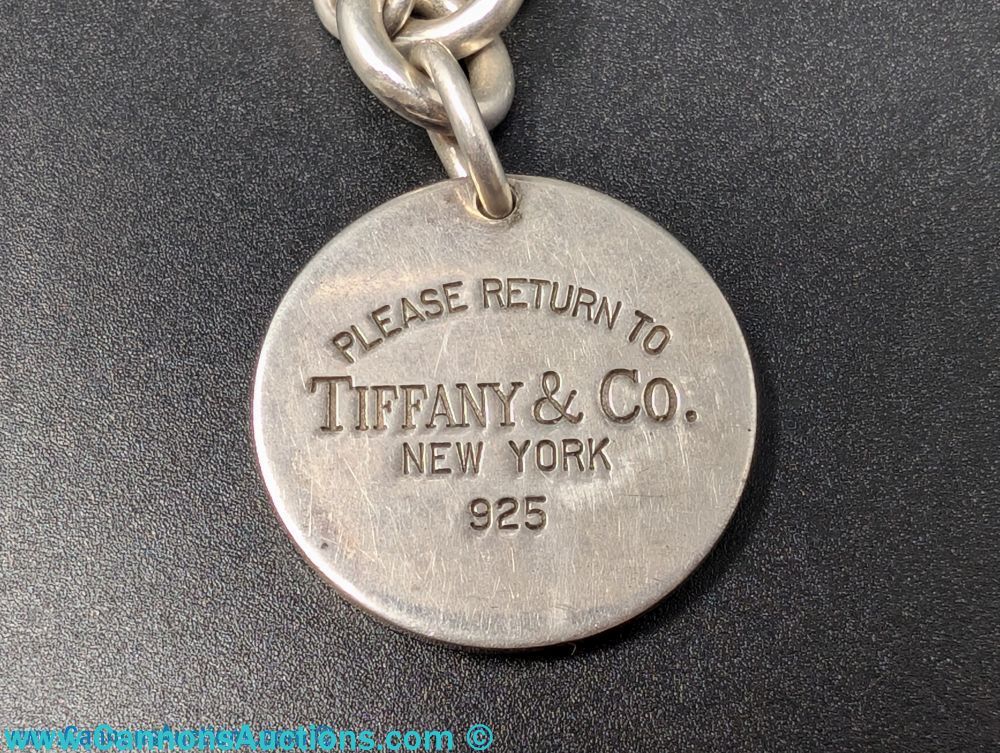 PLEASE RETURN TO
TIFFANY & CO.
NEW YORK
925
www.CannonsAuctions.com ©